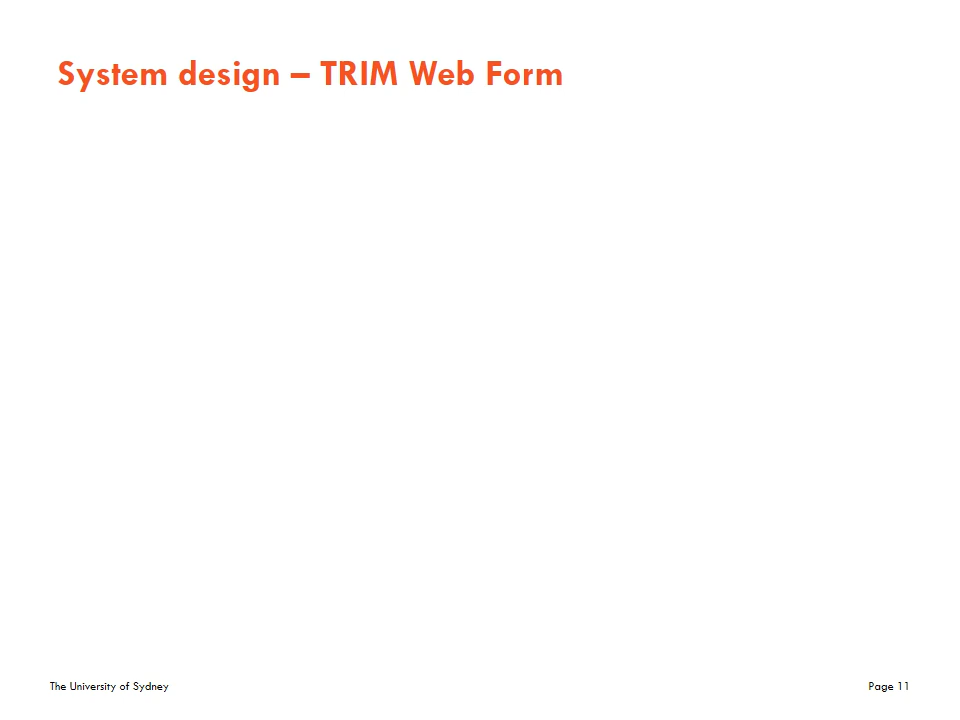 System design – TRIM Web Form
The University of Sydney
Page 11